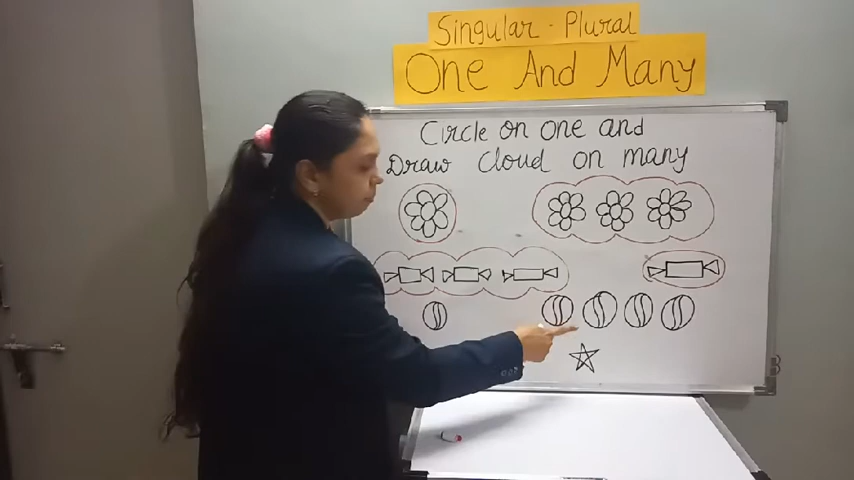 Singular - Plural
One And Many
Circle on one and
Draw cloud on many